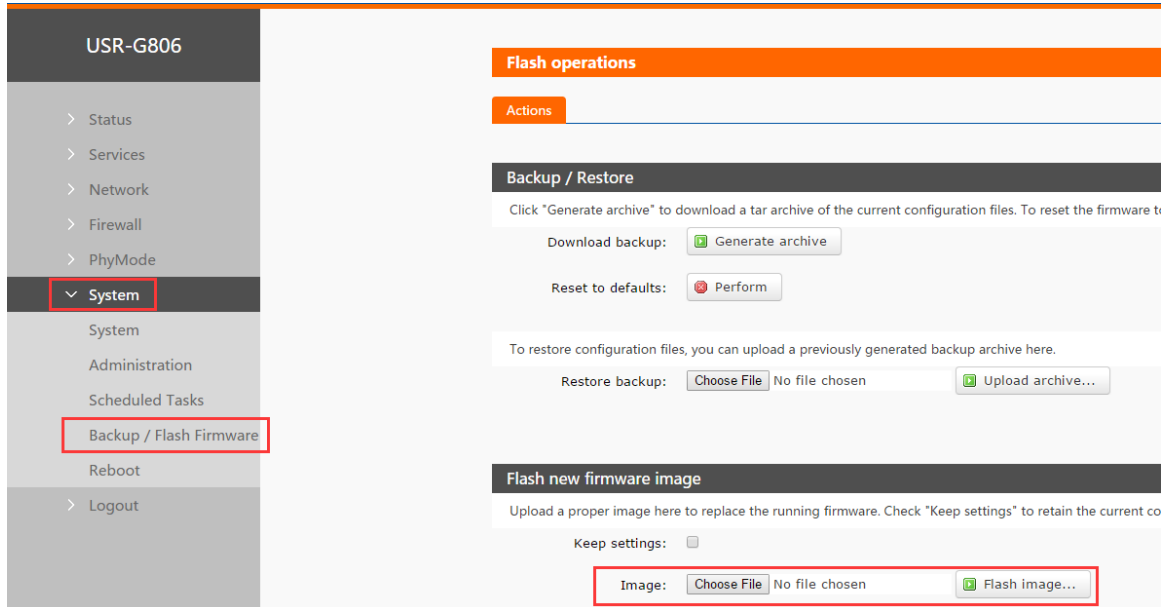 USR-G806
Status
Services
Network
Firewall
PhyMode
System
System
Administration
Scheduled Tasks
Backup / Flash Firmware
Reboot
Logout
Flash operations
Actions
Backup / Restore
Click "Generate archive" to download a tar archive of the current configuration files. To reset the firmware to
Download backup: Generate archive
Reset to defaults: Perform
To restore configuration files, you can upload a previously generated backup archive here.
Restore backup: Choose File No file chosen Upload archive...
Flash new firmware image
Upload a proper image here to replace the running firmware. Check "Keep settings" to retain the current co
Keep settings:
Image: Choose File No file chosen Flash image...